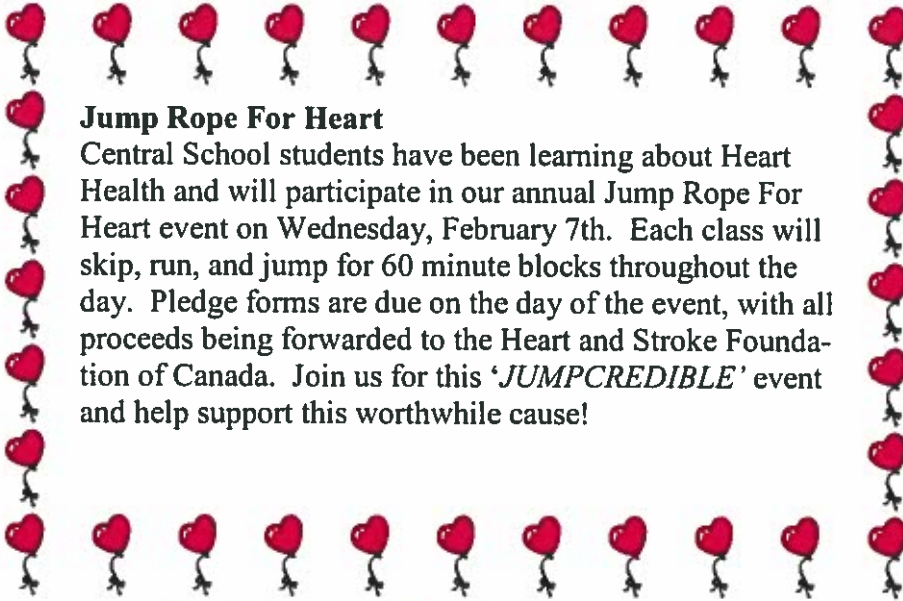 Jump Rope For Heart
Central School students have been learning about Heart
Health and will participate in our annual Jump Rope For
Heart event on Wednesday, February 7th.  Each class will
skip, run, and jump for 60 minute blocks throughout the
day.  Pledge forms are due on the day of the event, with all
proceeds being forwarded to the Heart and Stroke Founda-
tion of Canada.  Join us for this ‘JUMPCREDIBLE’ event
and help support this worthwhile cause!